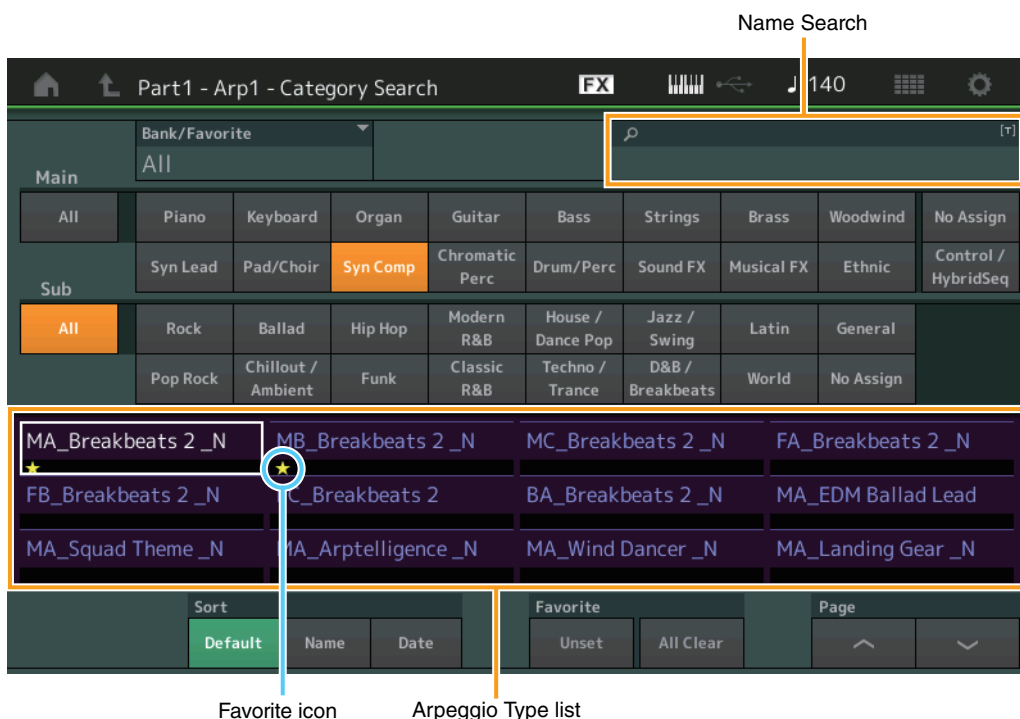 Name Search
Part1 - Arp1 - Category Search FX 140
Bank/Favorite [T]
All
Main
All Piano Keyboard Organ Guitar Bass Strings Brass Woodwind No Assign
Syn Lead Pad/Choir Syn Comp Chromatic Perc Drum/Perc Sound FX Musical FX Ethnic Control / HybridSeq
Sub
All Rock Ballad Hip Hop Modern R&B House / Dance Pop Jazz / Swing Latin General
Pop Rock Chillout / Ambient Funk Classic R&B Techno / Trance D&B / Breakbeats World No Assign
MA_Breakbeats 2 _N MB_Breakbeats 2 _N MC_Breakbeats 2 _N FA_Breakbeats 2 _N
FB_Breakbeats 2 _N C_Breakbeats 2 BA_Breakbeats 2 _N MA_EDM Ballad Lead
MA_Squad Theme _N MA_Arptelligence _N MA_Wind Dancer _N MA_Landing Gear _N
Sort Favorite Page
Default Name Date Unset All Clear
Favorite icon Arpeggio Type list